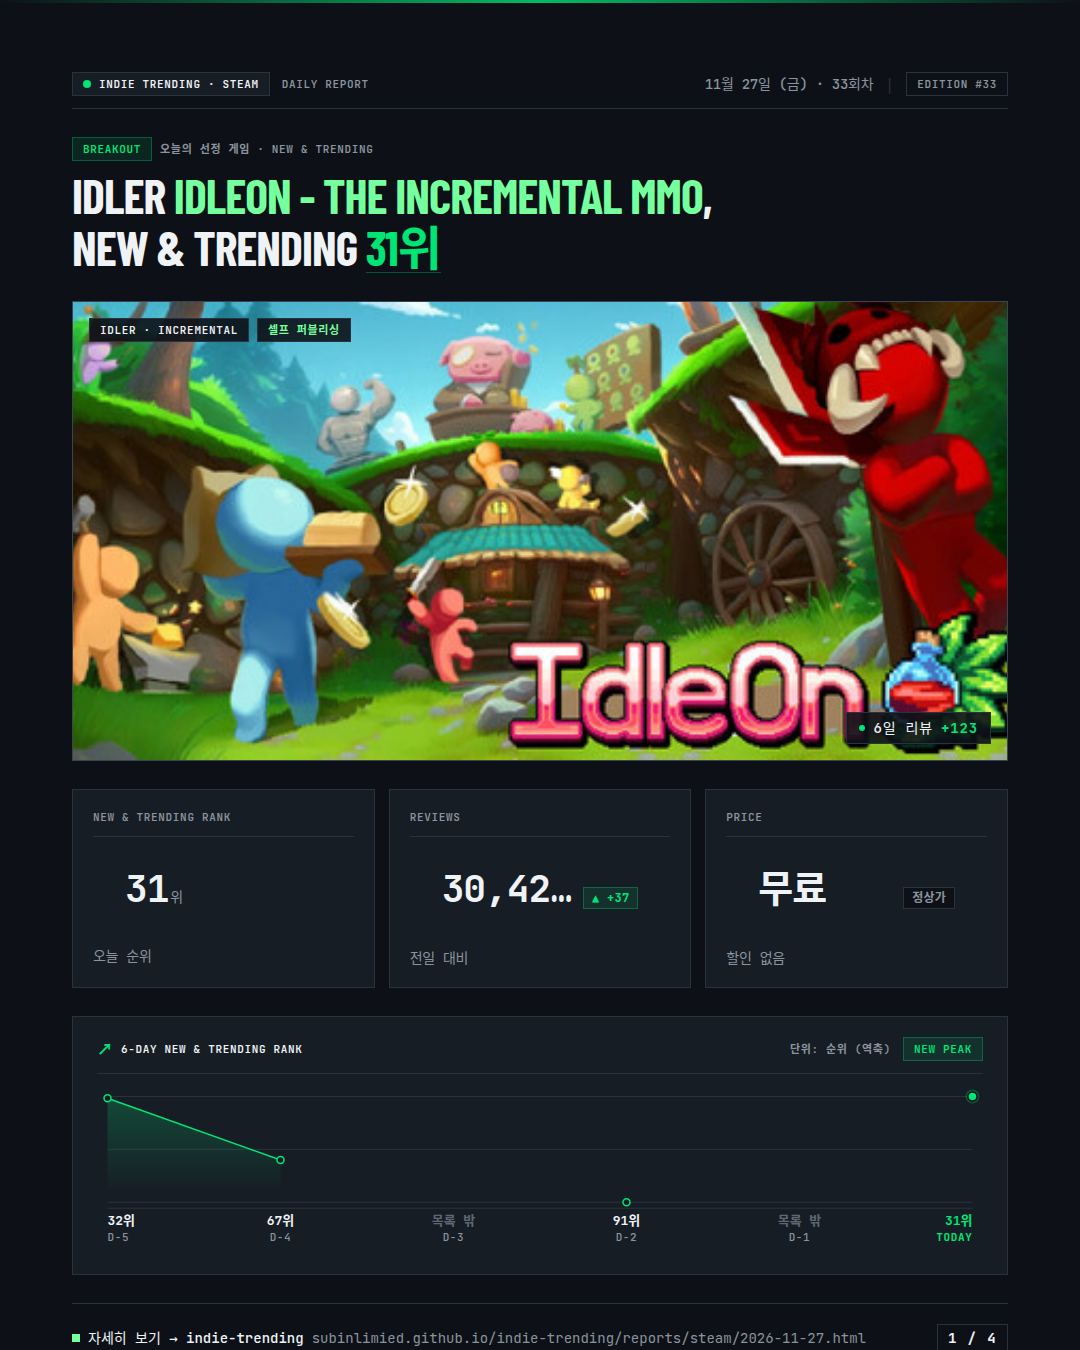 INDIE TRENDING · STEAM DAILY REPORT 11월 27일 (금) · 33회차 EDITION #33
BREAKOUT 오늘의 선정 게임 · NEW & TRENDING
IDLER IDLEON - THE INCREMENTAL MMO,
NEW & TRENDING 31위
IDLER · INCREMENTAL 셀프 퍼블리싱
IdleOn
6일 리뷰 +123
NEW & TRENDING RANK REVIEWS PRICE
31위 30,42… ▲ +37 무료 정상가
오늘 순위 전일 대비 할인 없음
↗ 6-DAY NEW & TRENDING RANK 단위: 순위 (역축) NEW PEAK
32위 67위 목록 밖 91위 목록 밖 31위
D-5 D-4 D-3 D-2 D-1 TODAY
자세히 보기 → indie-trending subinlimied.github.io/indie-trending/reports/steam/2026-11-27.html 1 / 4